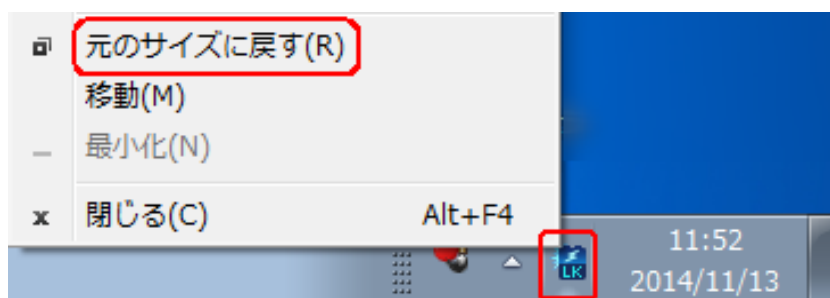 元のサイズに戻す(R)
移動(M)
最小化(N)
閉じる(C) Alt+F4
LK
11:52
2014/11/13